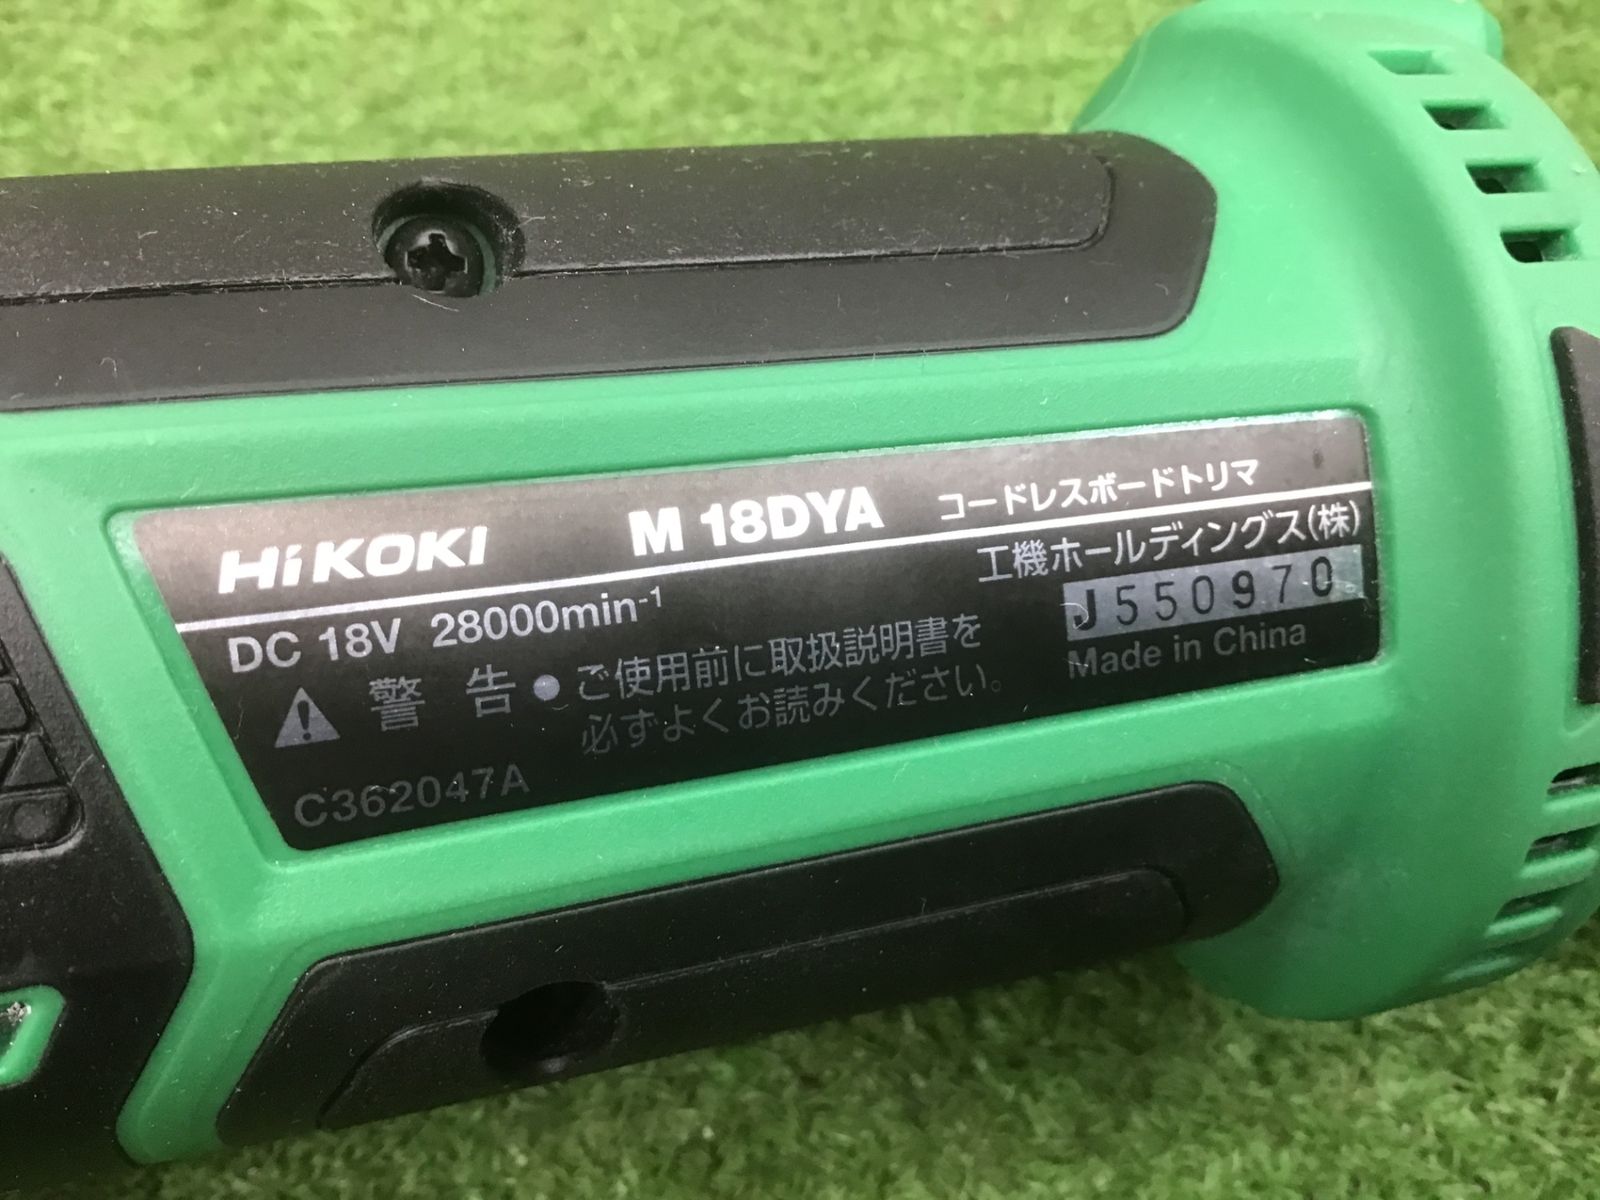 HiKOKI M 18DYA コードレスボードトリマ
DC 18V 28000min⁻¹ 工機ホールディングス(株)
J550970
Made in China
⚠ 警告 ●ご使用前に取扱説明書を
必ずよくお読みください。
C362047A